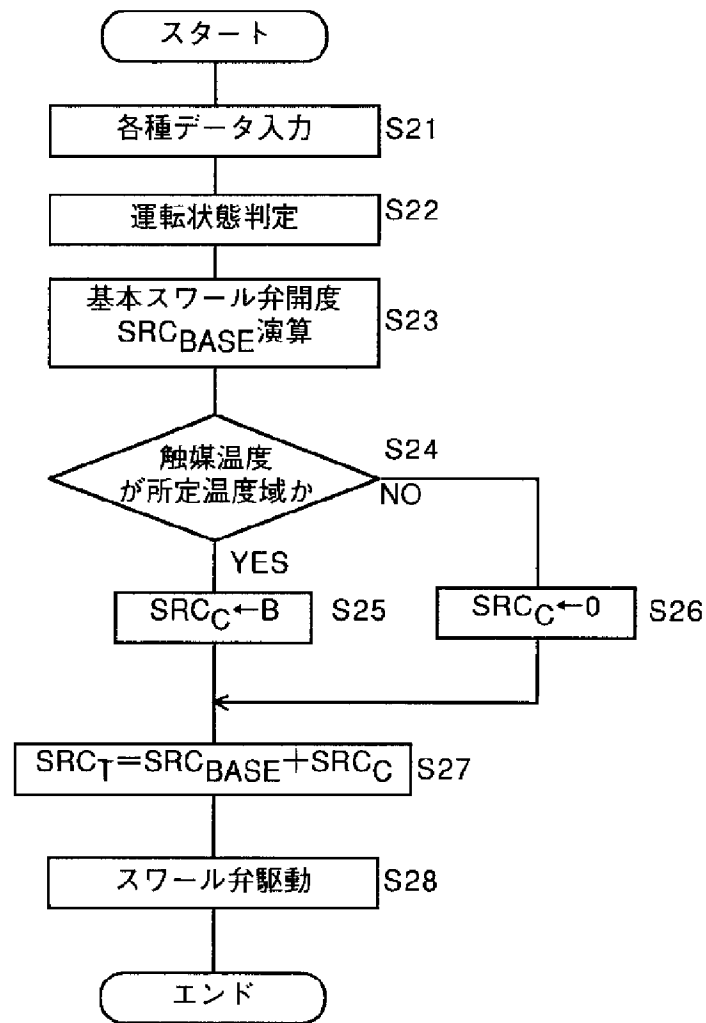 スタート
各種データ入力 S21
運転状態判定 S22
基本スワール弁開度
SRCBASE演算 S23
触媒温度
が所定温度域か S24
NO
YES
SRCC←B S25
SRCC←0 S26
SRCT=SRCBASE+SRCC S27
スワール弁駆動 S28
エンド